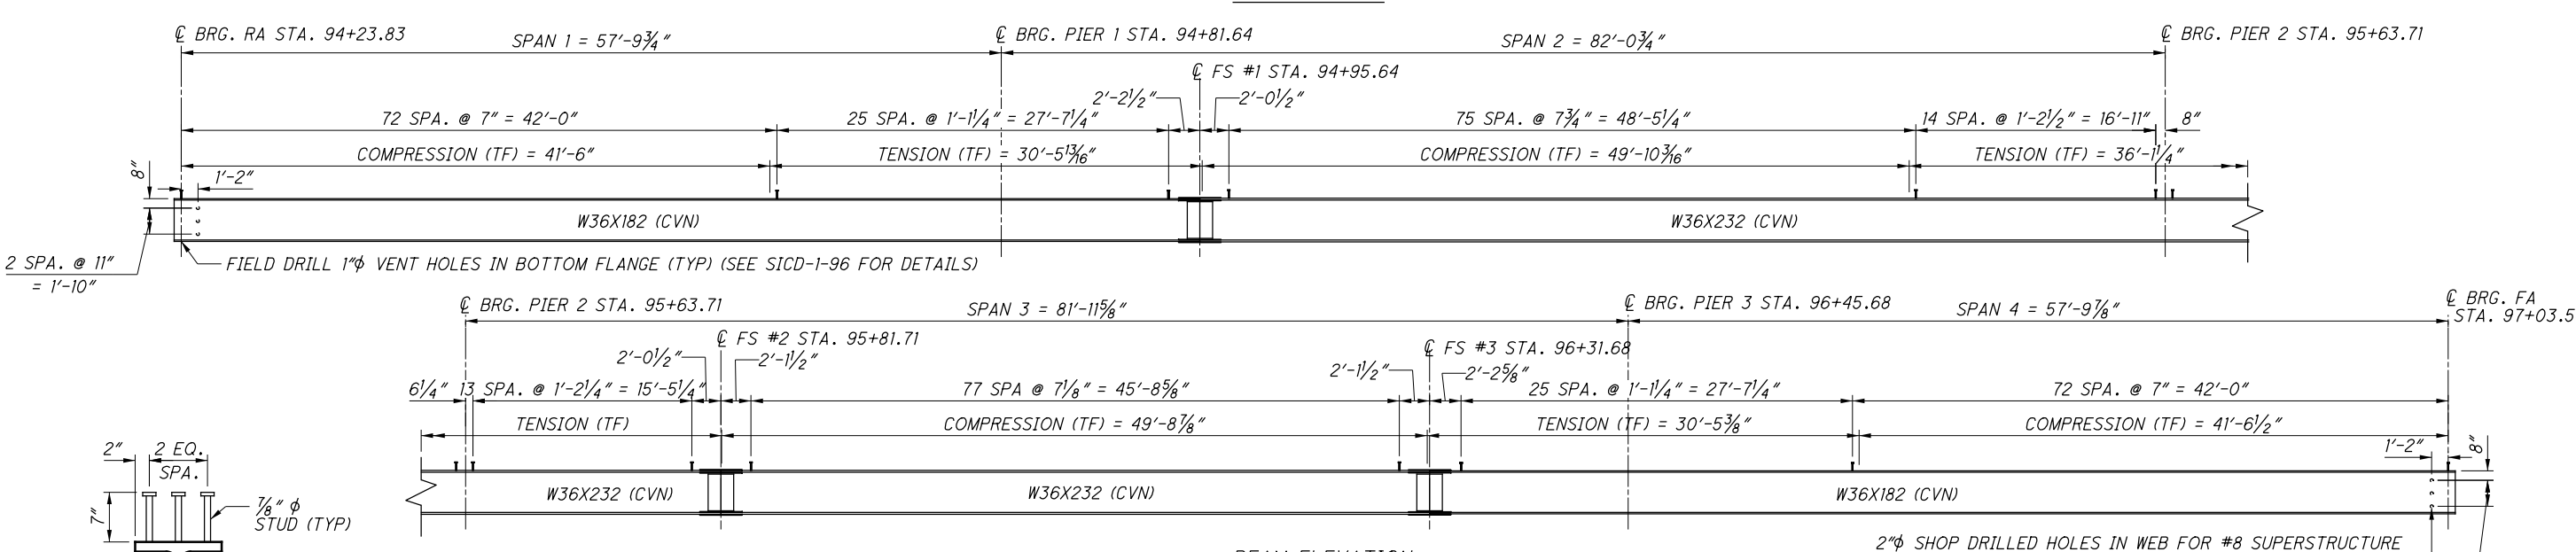 ℄ BRG. RA STA. 94+23.83
SPAN 1 = 57'-9¾"
℄ BRG. PIER 1 STA. 94+81.64
SPAN 2 = 82'-0¾"
℄ BRG. PIER 2 STA. 95+63.71
℄ FS #1 STA. 94+95.64
2'-2½"
2'-0½"
72 SPA. @ 7" = 42'-0"
25 SPA. @ 1'-1¼" = 27'-7¼"
75 SPA. @ 7¾" = 48'-5¼"
14 SPA. @ 1'-2½" = 16'-11"
8"
COMPRESSION (TF) = 41'-6"
TENSION (TF) = 30'-5 13/16"
COMPRESSION (TF) = 49'-10 3/16"
TENSION (TF) = 36'-1¼"
8"
1'-2"
W36X182 (CVN)
W36X232 (CVN)
2 SPA. @ 11"
= 1'-10"
FIELD DRILL 1"ϕ VENT HOLES IN BOTTOM FLANGE (TYP) (SEE SICD-1-96 FOR DETAILS)
℄ BRG. PIER 2 STA. 95+63.71
SPAN 3 = 81'-11⅝"
℄ BRG. PIER 3 STA. 96+45.68
SPAN 4 = 57'-9⅞"
℄ BRG. FA
STA. 97+03.5
℄ FS #2 STA. 95+81.71
℄ FS #3 STA. 96+31.68
2'-0½"
2'-1½"
2'-1½"
2'-2⅝"
6¼"
13 SPA. @ 1'-2¼" = 15'-5¼"
77 SPA @ 7⅛" = 45'-8⅝"
25 SPA. @ 1'-1¼" = 27'-7¼"
72 SPA. @ 7" = 42'-0"
TENSION (TF)
COMPRESSION (TF) = 49'-8⅞"
TENSION (TF) = 30'-5⅜"
COMPRESSION (TF) = 41'-6½"
1'-2"
8"
W36X232 (CVN)
W36X232 (CVN)
W36X182 (CVN)
2"
2 EQ.
SPA.
7"
⅞" ϕ
STUD (TYP)
BEAM ELEVATION
2"ϕ SHOP DRILLED HOLES IN WEB FOR #8 SUPERSTRUCTURE